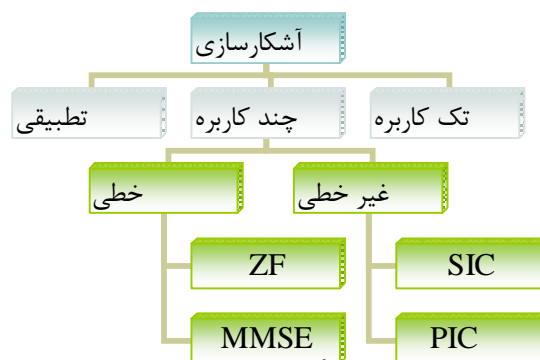 آشکارسازی
تک کاربره
چند کاربره
تطبیقی
غیر خطی
خطی
SIC
ZF
PIC
MMSE